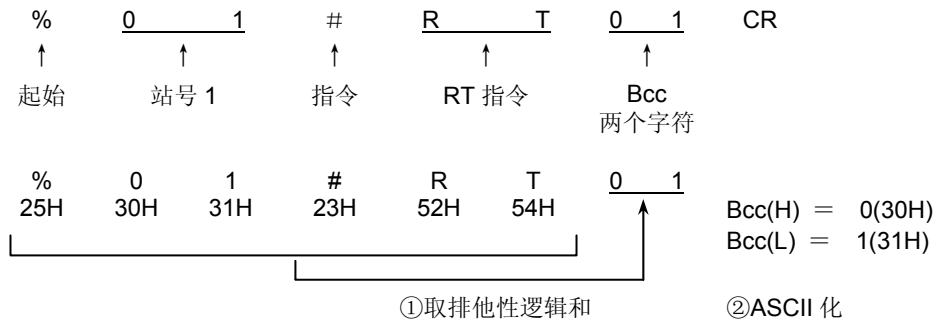 % 0 1 # R T 0 1 CR
起始 站号 1 指令 RT 指令 Bcc
两个字符
% 0 1 # R T 0 1
25H 30H 31H 23H 52H 54H
Bcc(H) = 0(30H)
Bcc(L) = 1(31H)
①取排他性逻辑和 ②ASCII 化